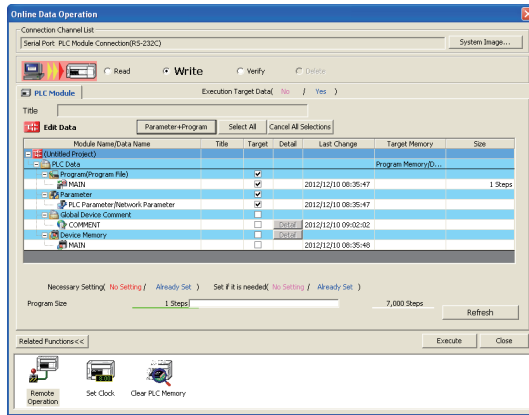 Online Data Operation
Connection Channel List
Serial Port PLC Module Connection(RS-232C)
System Image...
Read
Write
Verify
Delete
PLC Module
Execution Target Data( No / Yes )
Title
Edit Data
Parameter+Program
Select All
Cancel All Selections
Module Name/Data Name Title Target Detail Last Change Target Memory Size
(Untitled Project)
PLC Data Program Memory/D...
Program(Program File)
MAIN 2012/12/10 08:35:47 1 Steps
Parameter
PLC Parameter/Network Parameter 2012/12/10 08:35:47
Global Device Comment
COMMENT Detail 2012/12/10 09:02:02
Device Memory Detail
MAIN 2012/12/10 08:35:48
Necessary Setting( No Setting / Already Set ) Set if it is needed( No Setting / Already Set )
Program Size 1 Steps 7,000 Steps
Refresh
Related Functions<<
Execute
Close
Remote Operation
Set Clock
Clear PLC Memory